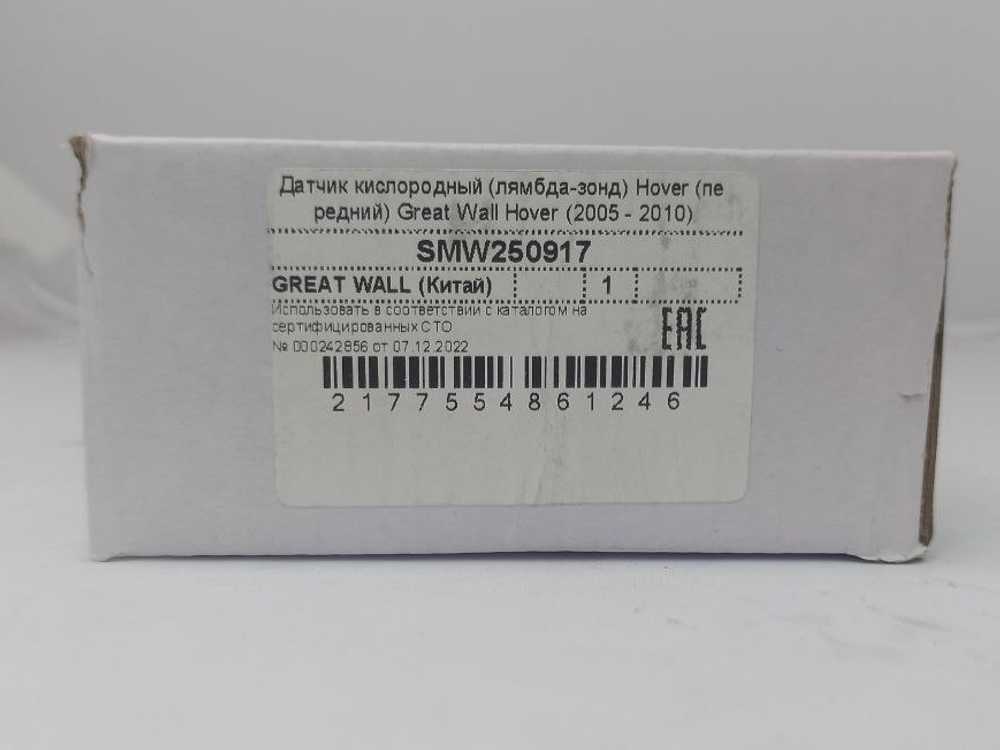 Датчик кислородный (лямбда-зонд) Hover (пе
редний) Great Wall Hover (2005 - 2010)
SMW250917
GREAT WALL (Китай) 1
Использовать в соответствии с каталогом на
сертифицированных СТО
№ 000242856 от 07.12.2022
EAC
2177554861246